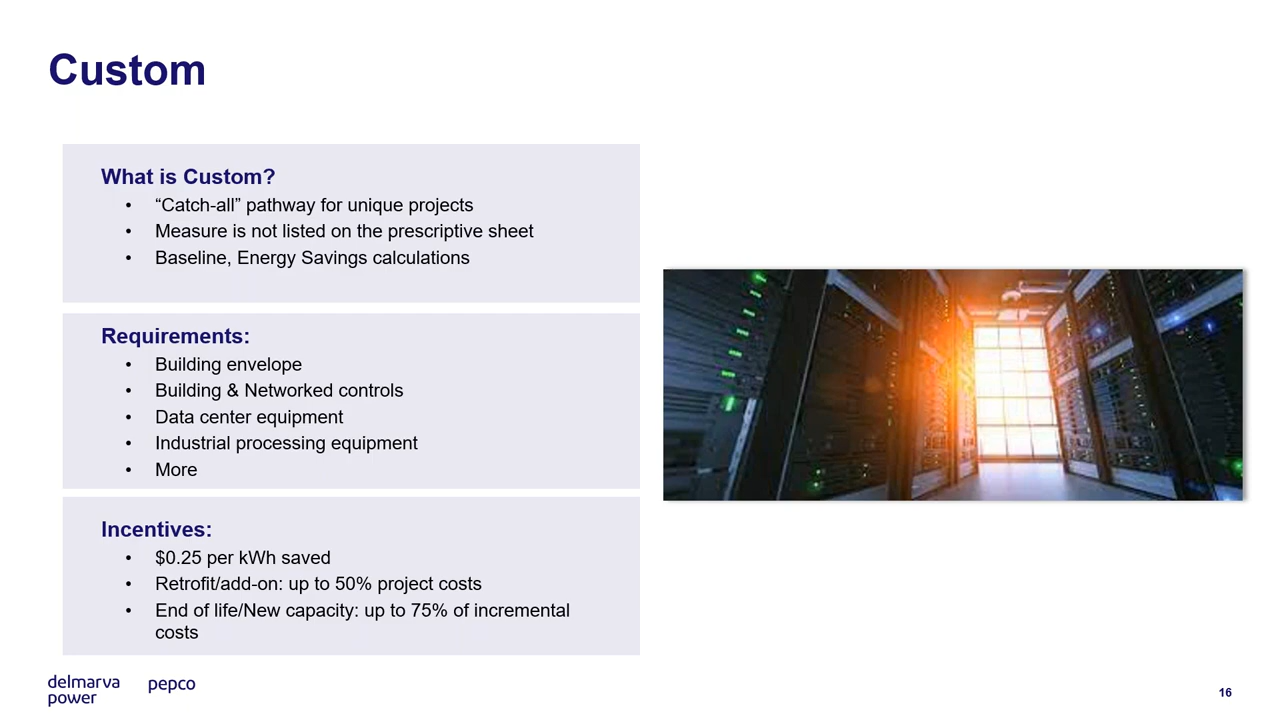 Custom
What is Custom?
• “Catch-all” pathway for unique projects
• Measure is not listed on the prescriptive sheet
• Baseline, Energy Savings calculations
Requirements:
• Building envelope
• Building & Networked controls
• Data center equipment
• Industrial processing equipment
• More
Incentives:
• $0.25 per kWh saved
• Retrofit/add-on: up to 50% project costs
• End of life/New capacity: up to 75% of incremental
costs
delmarva
power
pepco
16